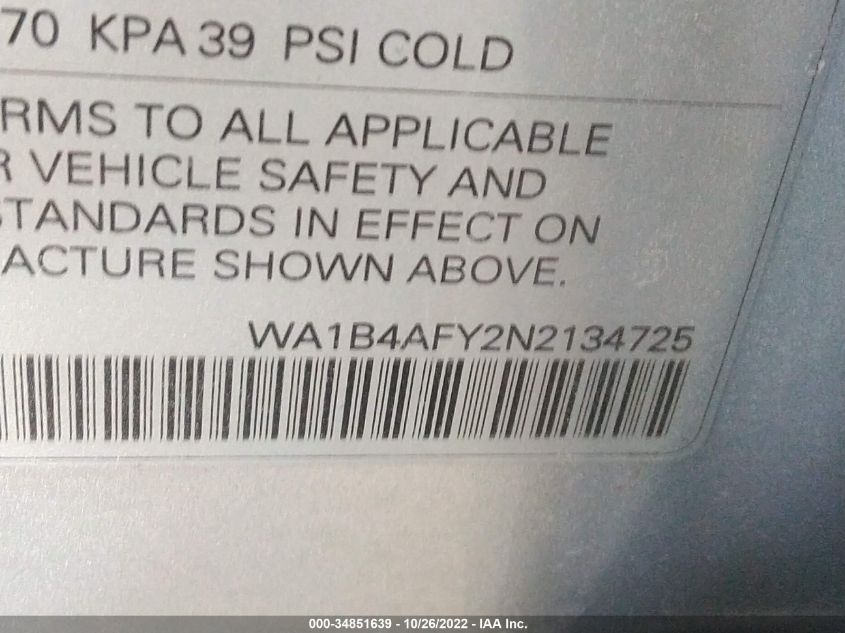 70 KPA 39 PSI COLD
RMS TO ALL APPLICABLE
R VEHICLE SAFETY AND
STANDARDS IN EFFECT ON
ACTURE SHOWN ABOVE.
WA1B4AFY2N2134725
000-34851639 - 10/26/2022 - IAA Inc.